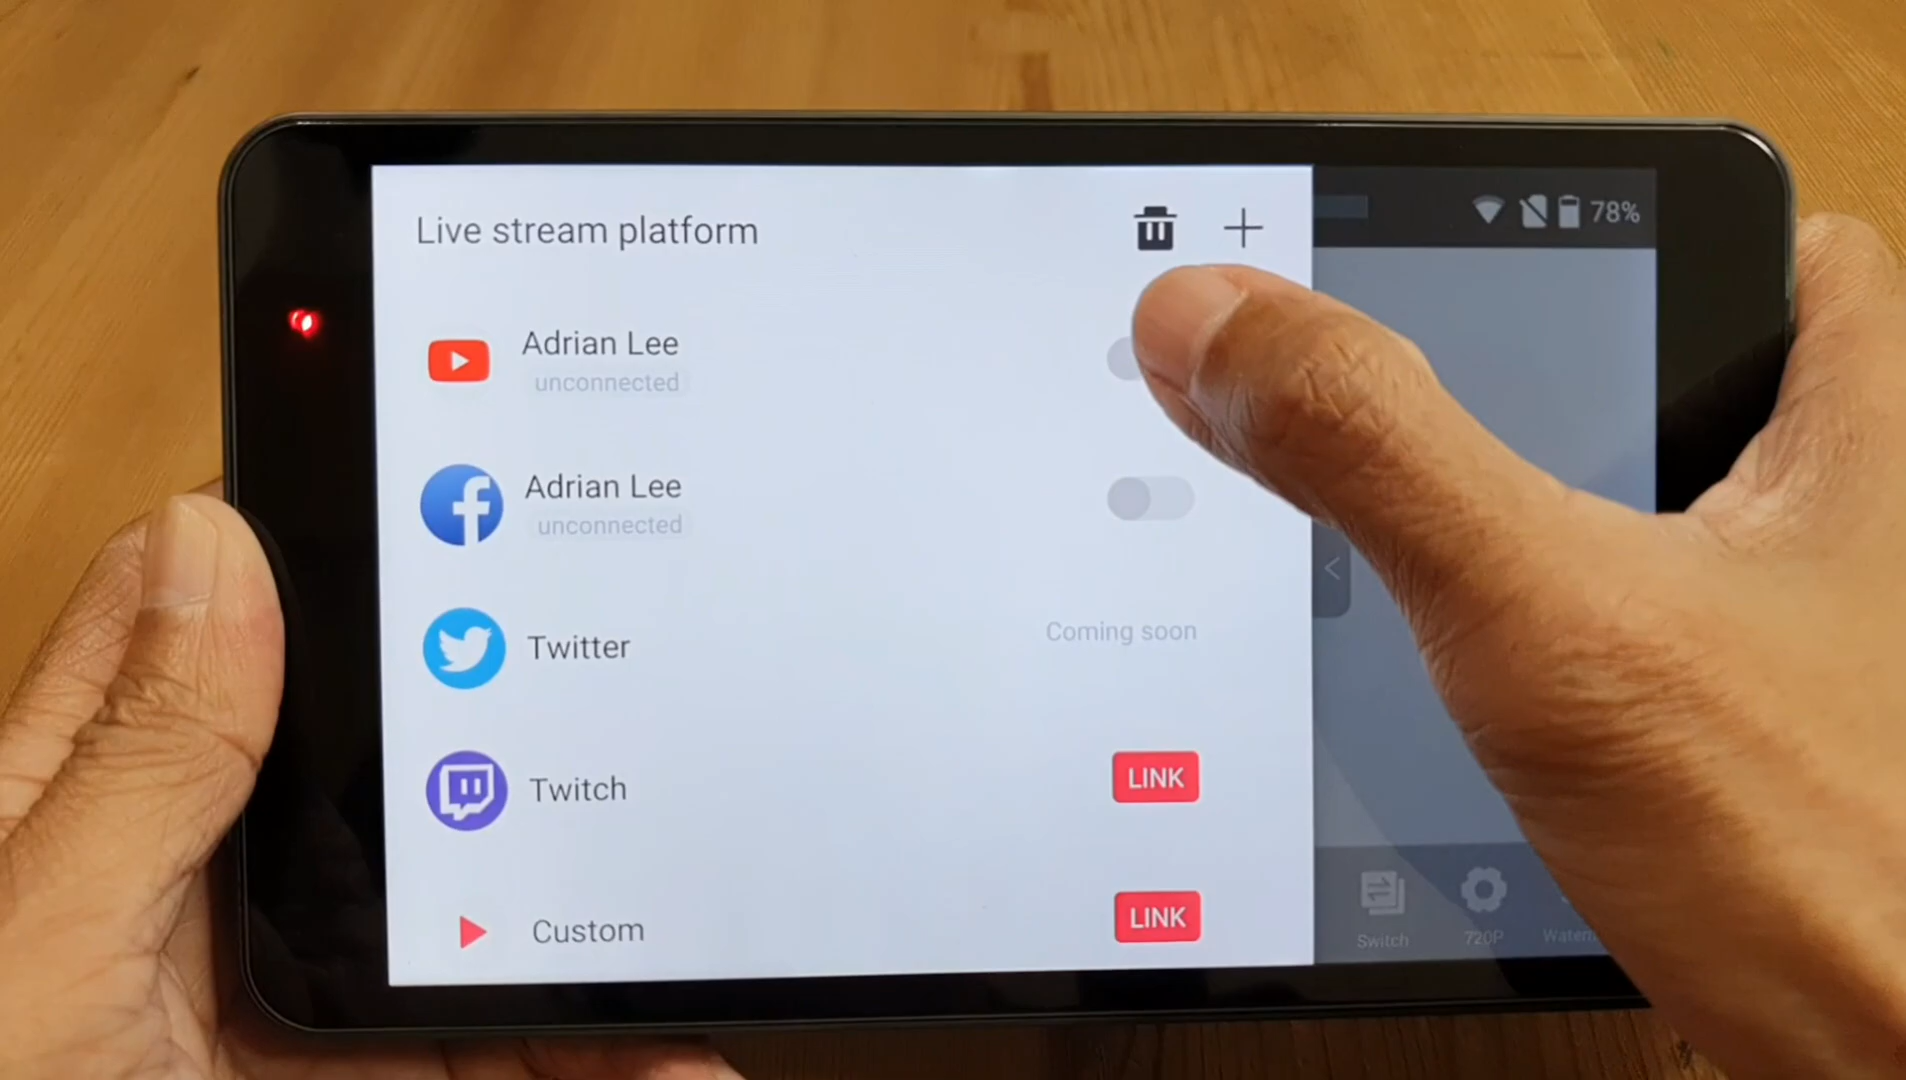 Live stream platform
78%
Adrian Lee
unconnected
Adrian Lee
unconnected
Twitter
Coming soon
Twitch
LINK
Custom
LINK
Switch
720P